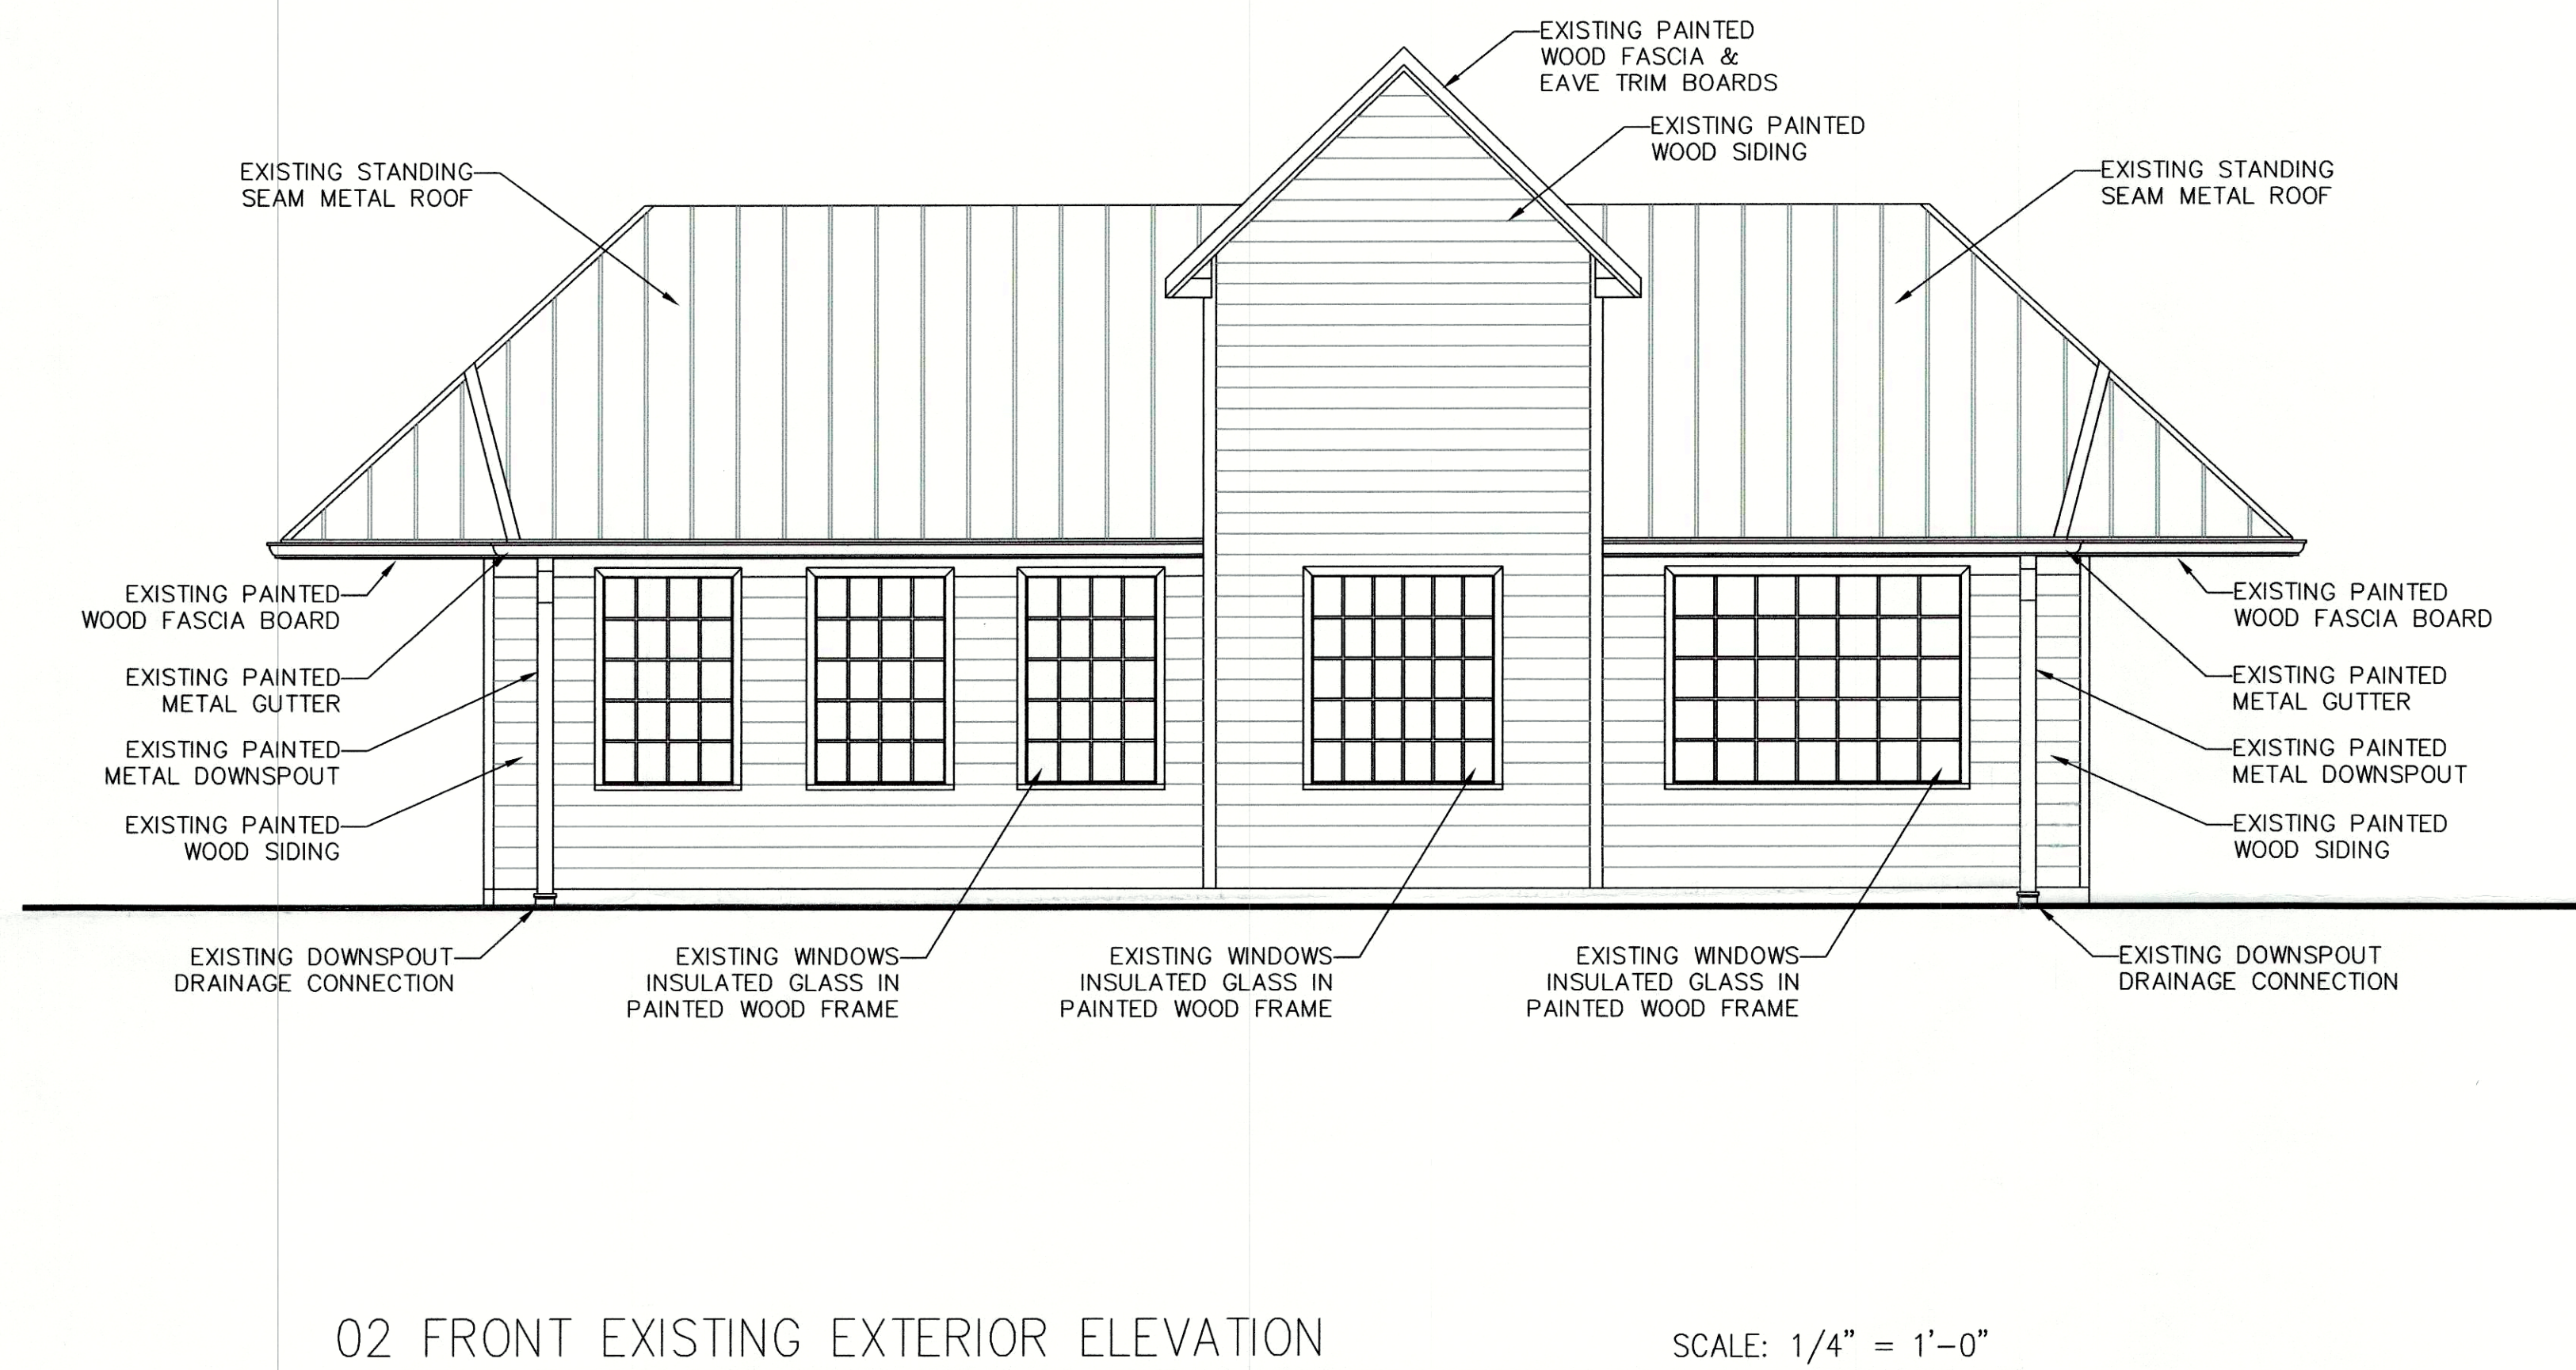 EXISTING PAINTED
WOOD FASCIA &
EAVE TRIM BOARDS
EXISTING PAINTED
WOOD SIDING
EXISTING STANDING
SEAM METAL ROOF
EXISTING STANDING
SEAM METAL ROOF
EXISTING PAINTED
WOOD FASCIA BOARD
EXISTING PAINTED
METAL GUTTER
EXISTING PAINTED
METAL DOWNSPOUT
EXISTING PAINTED
WOOD SIDING
EXISTING PAINTED
WOOD FASCIA BOARD
EXISTING PAINTED
METAL GUTTER
EXISTING PAINTED
METAL DOWNSPOUT
EXISTING PAINTED
WOOD SIDING
EXISTING DOWNSPOUT
DRAINAGE CONNECTION
EXISTING WINDOWS
INSULATED GLASS IN
PAINTED WOOD FRAME
EXISTING WINDOWS
INSULATED GLASS IN
PAINTED WOOD FRAME
EXISTING WINDOWS
INSULATED GLASS IN
PAINTED WOOD FRAME
EXISTING DOWNSPOUT
DRAINAGE CONNECTION
02 FRONT EXISTING EXTERIOR ELEVATION
SCALE: 1/4" = 1'-0"